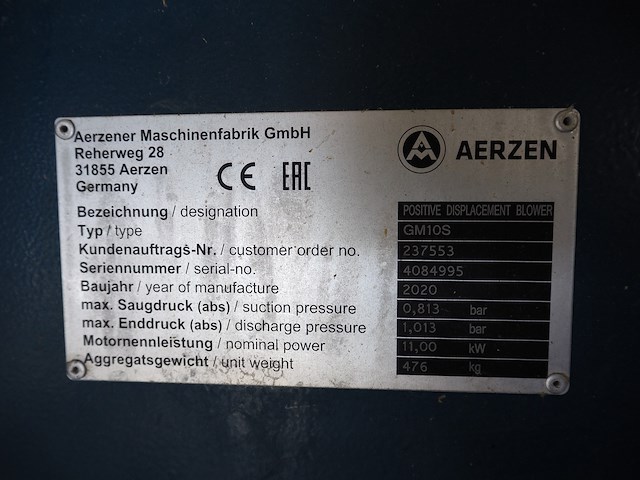 Aerzener Maschinenfabrik GmbH
Reherweg 28
31855 Aerzen
Germany
CE EAC
AERZEN
Bezeichnung / designation POSITIVE DISPLACEMENT BLOWER
Typ / type GM10S
Kundenauftrags-Nr. / customer order no. 237553
Seriennummer / serial-no. 4084995
Baujahr / year of manufacture 2020
max. Saugdruck (abs) / suction pressure 0,813 bar
max. Enddruck (abs) / discharge pressure 1,013 bar
Motornennleistung / nominal power 11,00 kW
Aggregatsgewicht / unit weight 476 kg